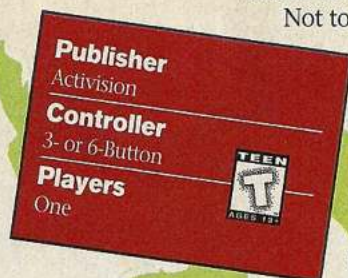 Not to
Publisher
Activision
Controller
3- or 6-Button
Players
One
TEEN
T
AGES 13+